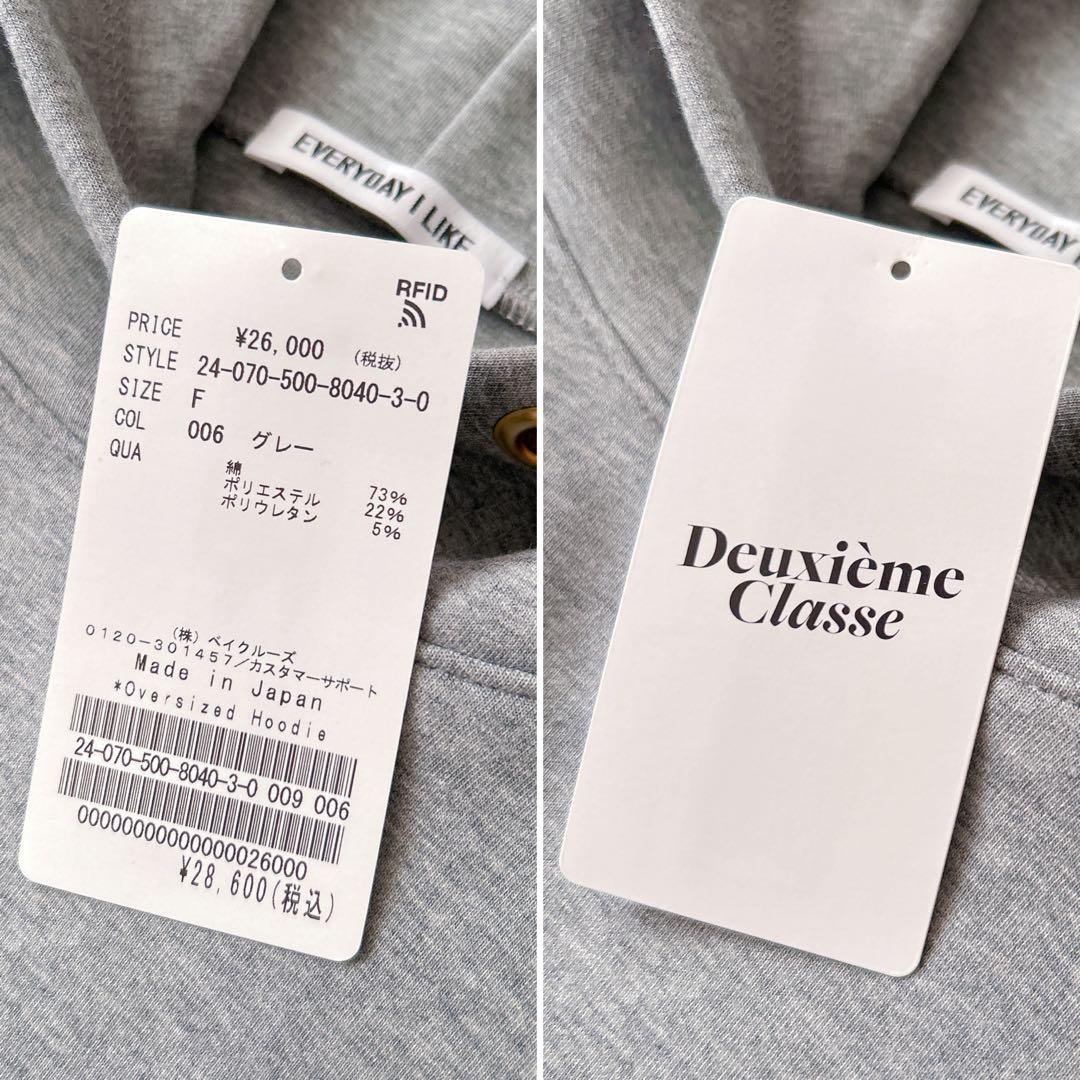 EVERYDAY I LIKE
RFID
PRICE ¥26,000 (税抜)
STYLE 24-070-500-8040-3-0
SIZE F
COL 006 グレー
QUA
綿 73%
ポリエステル 22%
ポリウレタン 5%
(株) ベイクルーズ
0120-301457/カスタマーサポート
Made in Japan
*Oversized Hoodie
24-070-500-8040-3-0 009 006
0000000000000026000
¥28,600(税込)
EVERYDAY I
Deuxième
Classe